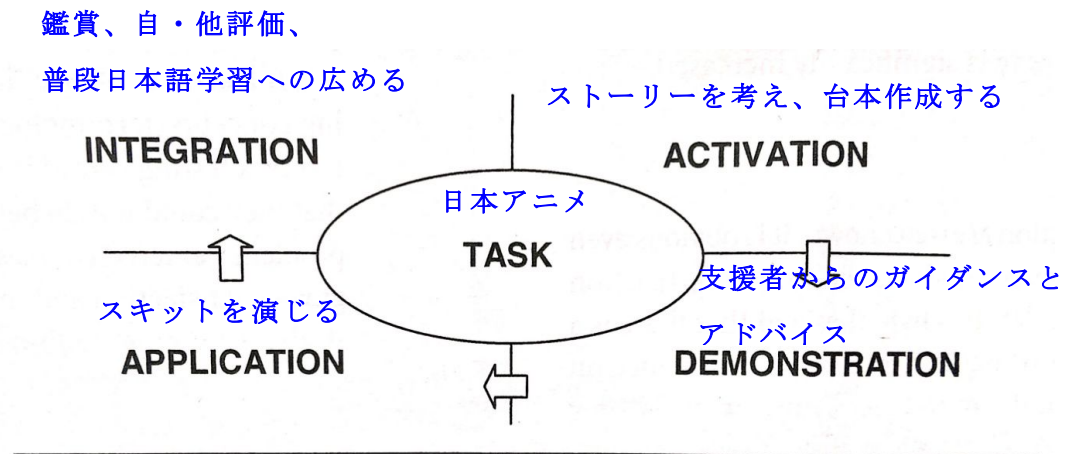 鑑賞、自・他評価、
普段日本語学習への広める
ストーリーを考え、台本作成する
INTEGRATION
ACTIVATION
日本アニメ
TASK
支援者からのガイダンスと
アドバイス
スキットを演じる
APPLICATION
DEMONSTRATION